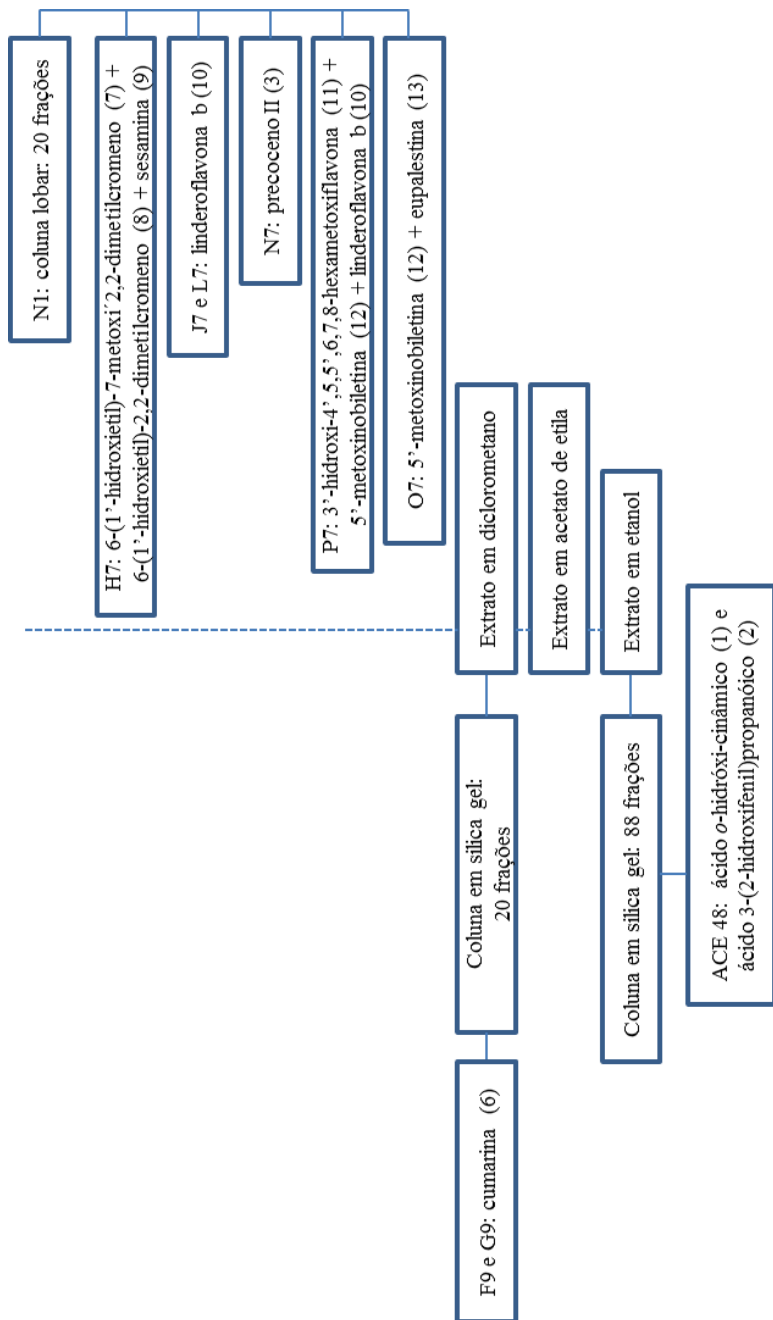 N1: coluna lobar: 20 frações
H7: 6-(1’-hidroxietil)-7-metoxi´2,2-dimetilcromeno (7) +
6-(1’-hidroxietil)-2,2-dimetilcromeno (8) + sesamina (9)
J7 e L7: linderoflavona b (10)
N7: precoceno II (3)
P7: 3’-hidroxi-4’,5,5’,6,7,8-hexametoxiflavona (11) +
5’-metoxinobiletina (12) + linderoflavona b (10)
O7: 5’-metoxinobiletina (12) + eupalestina (13)
F9 e G9: cumarina (6)
Coluna em sílica gel:
20 frações
Extrato em diclorometano
Extrato em acetato de etila
Coluna em sílica gel: 88 frações
Extrato em etanol
ACE 48: ácido o-hidróxi-cinâmico (1) e
ácido 3-(2-hidroxifenil)propanóico (2)